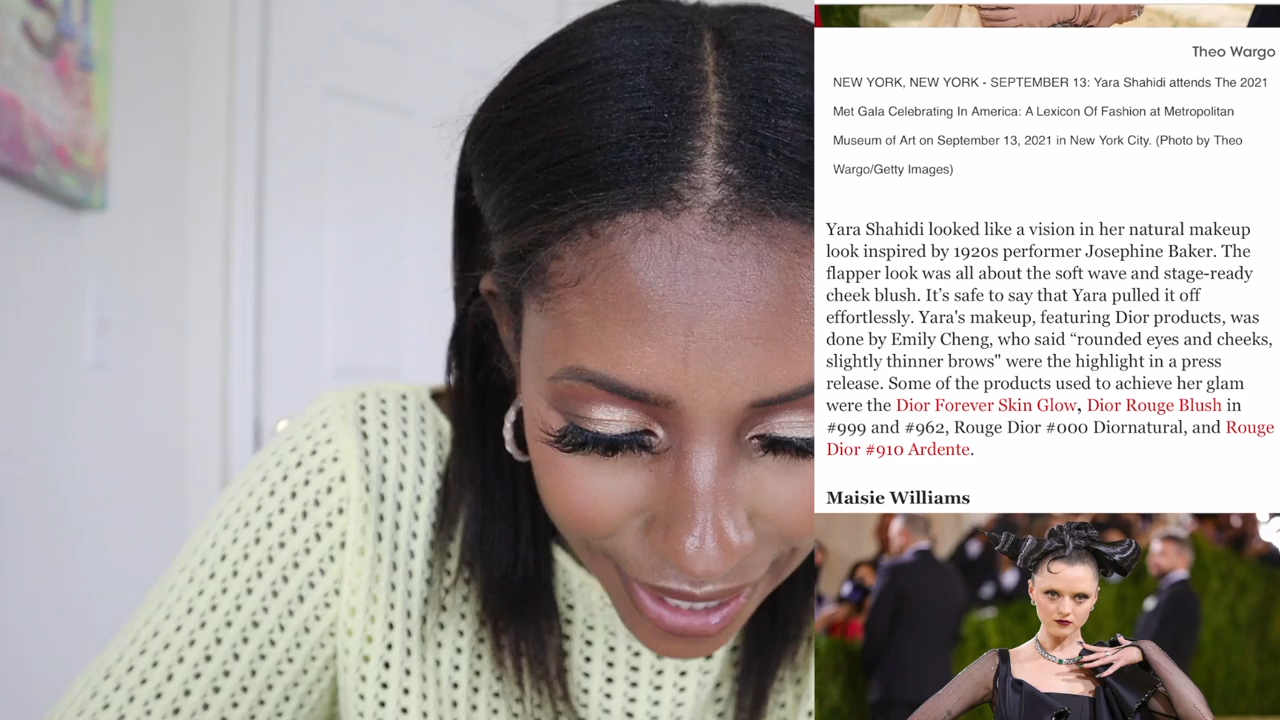 Theo Wargo
NEW YORK, NEW YORK - SEPTEMBER 13: Yara Shahidi attends The 2021
Met Gala Celebrating In America: A Lexicon Of Fashion at Metropolitan
Museum of Art on September 13, 2021 in New York City. (Photo by Theo
Wargo/Getty Images)
Yara Shahidi looked like a vision in her natural makeup
look inspired by 1920s performer Josephine Baker. The
flapper look was all about the soft wave and stage-ready
cheek blush. It’s safe to say that Yara pulled it off
effortlessly. Yara's makeup, featuring Dior products, was
done by Emily Cheng, who said “rounded eyes and cheeks,
slightly thinner brows" were the highlight in a press
release. Some of the products used to achieve her glam
were the Dior Forever Skin Glow, Dior Rouge Blush in
#999 and #962, Rouge Dior #000 Diornatural, and Rouge
Dior #910 Ardente.
Maisie Williams